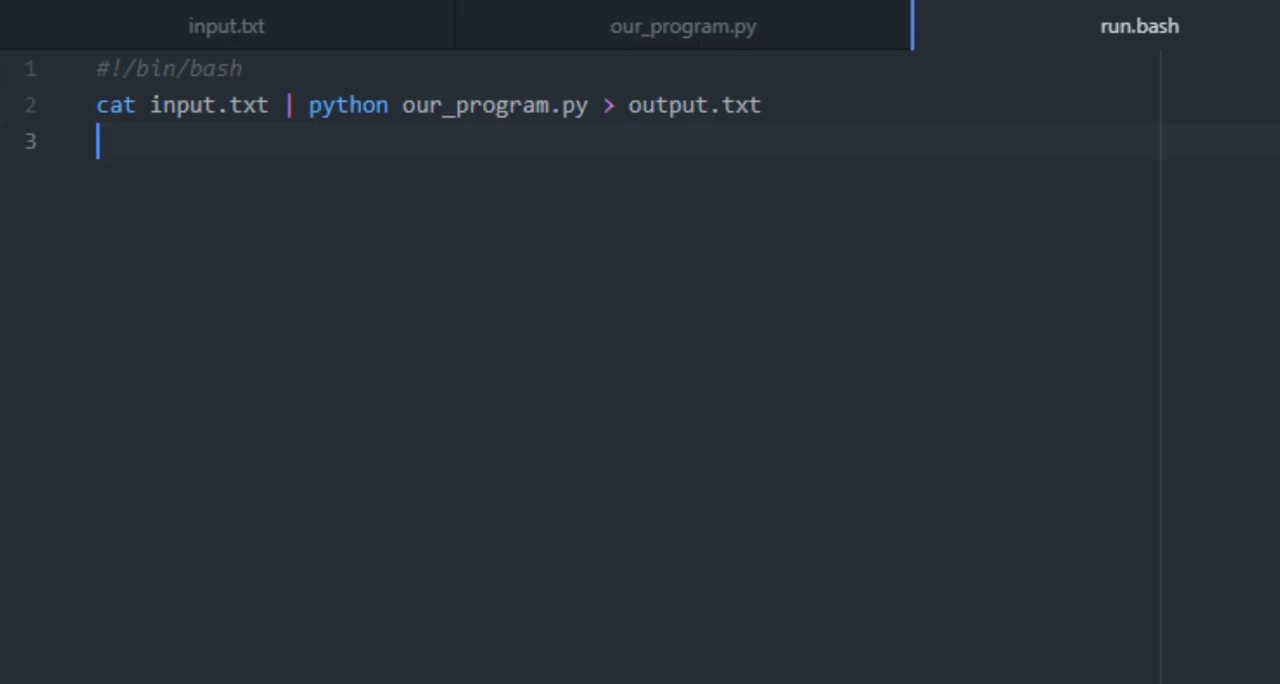 input.txt our_program.py run.bash
1 #!/bin/bash
2 cat input.txt | python our_program.py > output.txt
3